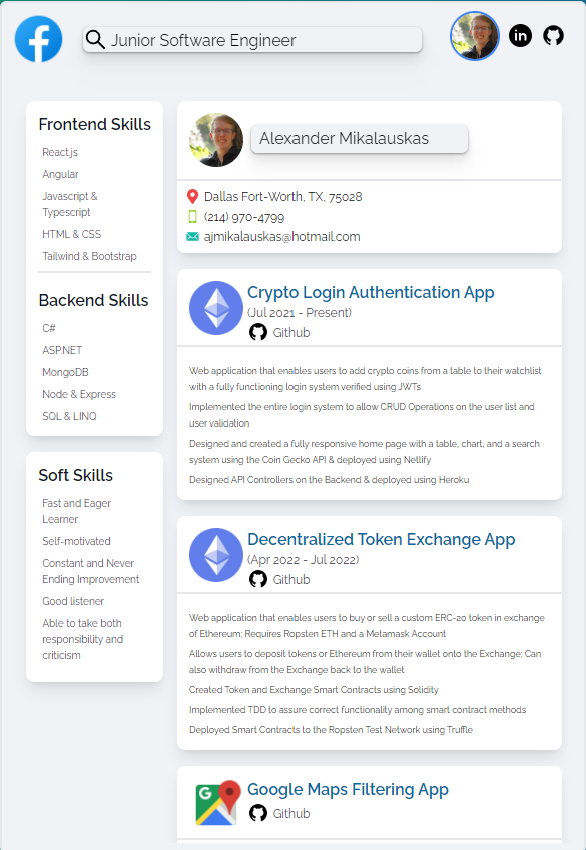 Junior Software Engineer
Frontend Skills
React.js
Angular
Javascript &
Typescript
HTML & CSS
Tailwind & Bootstrap
Backend Skills
C#
ASP.NET
MongoDB
Node & Express
SQL & LINQ
Soft Skills
Fast and Eager
Learner
Self-motivated
Constant and Never
Ending Improvement
Good listener
Able to take both
responsibility and
criticism
Alexander Mikalauskas
Dallas Fort-Worth, TX, 75028
(214) 970-4799
ajmikalauskas@hotmail.com
Crypto Login Authentication App
(Jul 2021 - Present)
Github
Web application that enables users to add crypto coins from a table to their watchlist
with a fully functioning login system verified using JWTs
Implemented the entire login system to allow CRUD Operations on the user list and
user validation
Designed and created a fully responsive home page with a table, chart, and a search
system using the Coin Gecko API & deployed using Netlify
Designed API Controllers on the Backend & deployed using Heroku
Decentralized Token Exchange App
(Apr 2022 - Jul 2022)
Github
Web application that enables users to buy or sell a custom ERC-20 token in exchange
of Ethereum; Requires Ropsten ETH and a Metamask Account
Allows users to deposit tokens or Ethereum from their wallet onto the Exchange; Can
also withdraw from the Exchange back to the wallet
Created Token and Exchange Smart Contracts using Solidity
Implemented TDD to assure correct functionality among smart contract methods
Deployed Smart Contracts to the Ropsten Test Network using Truffle
Google Maps Filtering App
Github